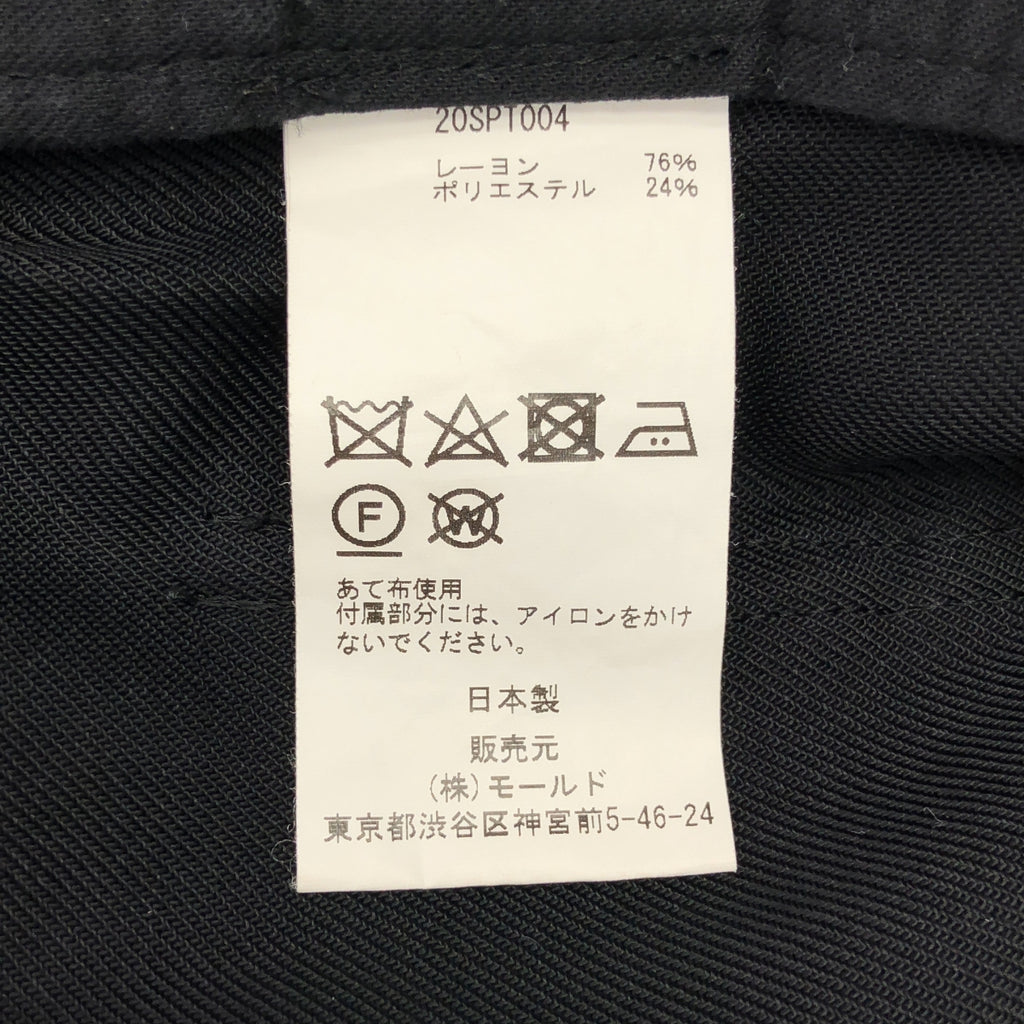 20SPT004
レーヨン 76%
ポリエステル 24%
F W
あて布使用
付属部分には、アイロンをかけ
ないでください。
日本製
販売元
(株)モールド
東京都渋谷区神宮前5-46-24